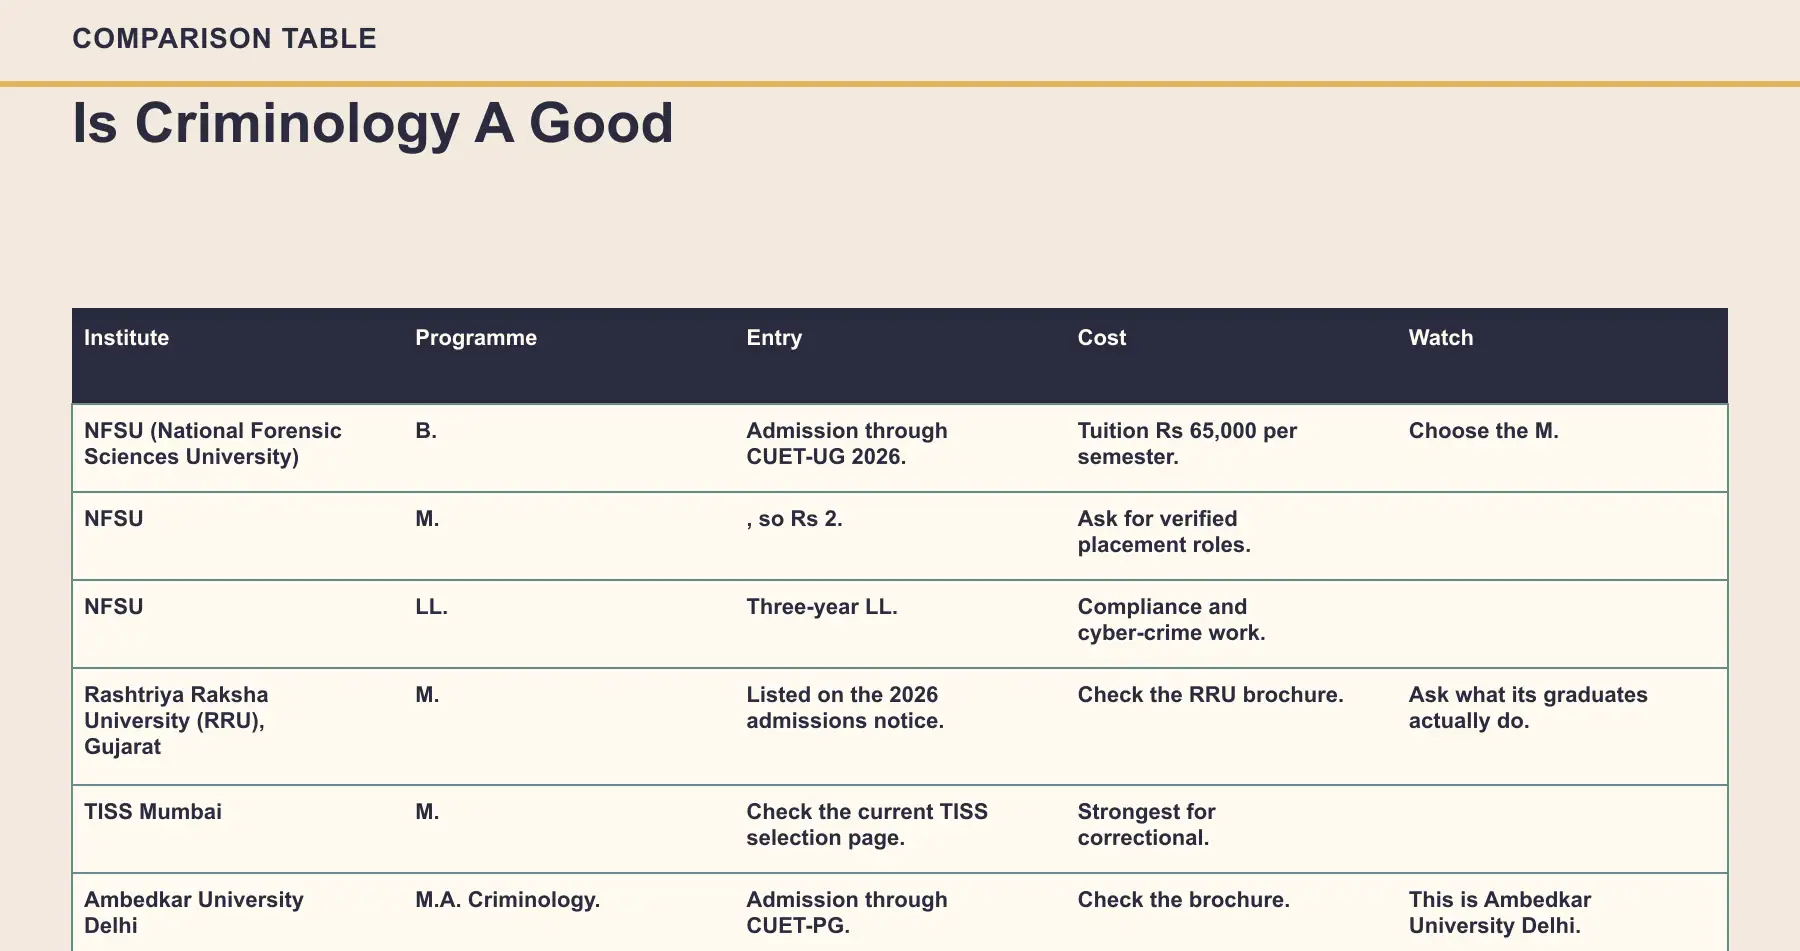 COMPARISON TABLE
Is Criminology A Good
Institute Programme Entry Cost Watch
NFSU (National Forensic B. Admission through Tuition Rs 65,000 per Choose the M.
Sciences University) CUET-UG 2026. semester.
NFSU M. , so Rs 2. Ask for verified
placement roles.
NFSU LL. Three-year LL. Compliance and
cyber-crime work.
Rashtriya Raksha M. Listed on the 2026 Check the RRU brochure. Ask what its graduates
University (RRU), admissions notice. actually do.
Gujarat
TISS Mumbai M. Check the current TISS Strongest for
selection page. correctional.
Ambedkar University M.A. Criminology. Admission through Check the brochure. This is Ambedkar
Delhi CUET-PG. University Delhi.